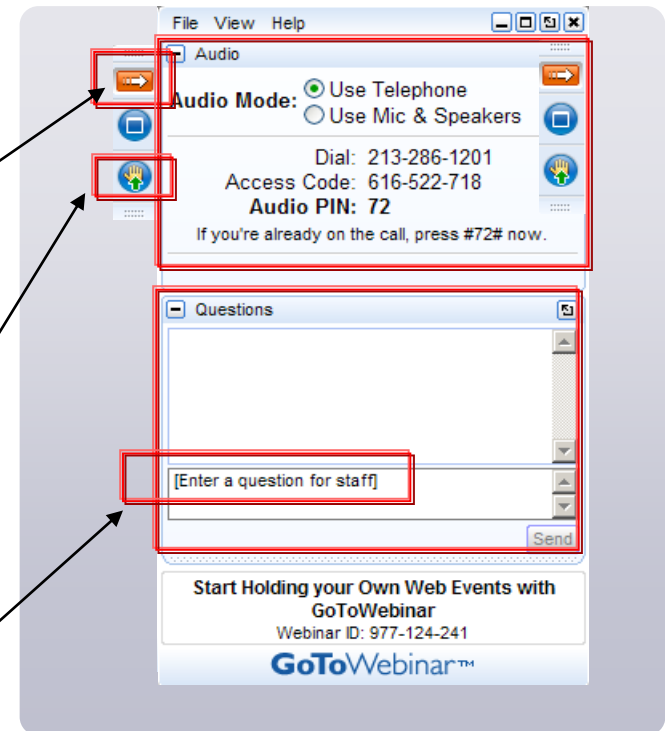 File View Help
Audio
Audio Mode: Use Telephone
Use Mic & Speakers
Dial: 213-286-1201
Access Code: 616-522-718
Audio PIN: 72
If you're already on the call, press #72# now.
Questions
[Enter a question for staff]
Send
Start Holding your Own Web Events with
GoToWebinar
Webinar ID: 977-124-241
GoToWebinar™